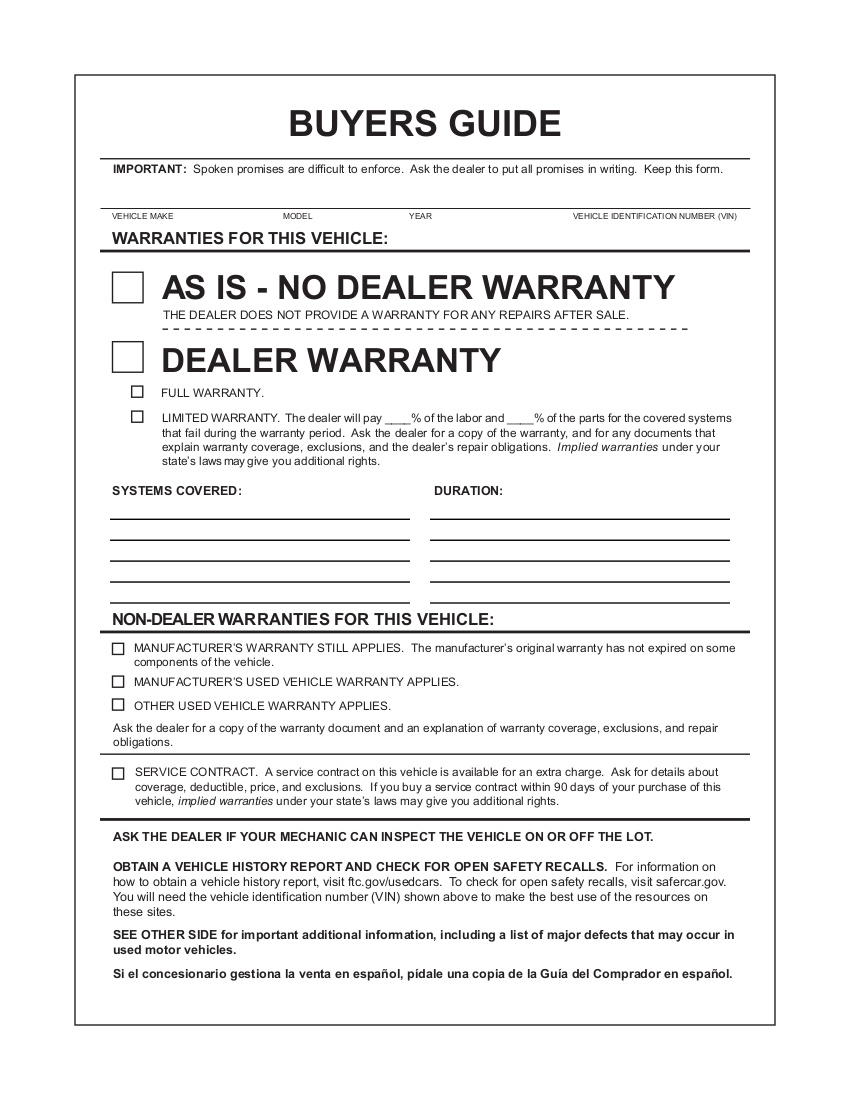 BUYERS GUIDE
IMPORTANT: Spoken promises are difficult to enforce. Ask the dealer to put all promises in writing. Keep this form.
VEHICLE MAKE MODEL YEAR VEHICLE IDENTIFICATION NUMBER (VIN)
WARRANTIES FOR THIS VEHICLE:
AS IS - NO DEALER WARRANTY
THE DEALER DOES NOT PROVIDE A WARRANTY FOR ANY REPAIRS AFTER SALE.
DEALER WARRANTY
FULL WARRANTY.
LIMITED WARRANTY. The dealer will pay ____% of the labor and ____% of the parts for the covered systems
that fail during the warranty period. Ask the dealer for a copy of the warranty, and for any documents that
explain warranty coverage, exclusions, and the dealer's repair obligations. Implied warranties under your
state's laws may give you additional rights.
SYSTEMS COVERED: DURATION:
NON-DEALER WARRANTIES FOR THIS VEHICLE:
MANUFACTURER'S WARRANTY STILL APPLIES. The manufacturer's original warranty has not expired on some
components of the vehicle.
MANUFACTURER'S USED VEHICLE WARRANTY APPLIES.
OTHER USED VEHICLE WARRANTY APPLIES.
Ask the dealer for a copy of the warranty document and an explanation of warranty coverage, exclusions, and repair
obligations.
SERVICE CONTRACT. A service contract on this vehicle is available for an extra charge. Ask for details about
coverage, deductible, price, and exclusions. If you buy a service contract within 90 days of your purchase of this
vehicle, implied warranties under your state's laws may give you additional rights.
ASK THE DEALER IF YOUR MECHANIC CAN INSPECT THE VEHICLE ON OR OFF THE LOT.
OBTAIN A VEHICLE HISTORY REPORT AND CHECK FOR OPEN SAFETY RECALLS. For information on
how to obtain a vehicle history report, visit ftc.gov/usedcars. To check for open safety recalls, visit safercar.gov.
You will need the vehicle identification number (VIN) shown above to make the best use of the resources on
these sites.
SEE OTHER SIDE for important additional information, including a list of major defects that may occur in
used motor vehicles.
Si el concesionario gestiona la venta en español, pídale una copia de la Guía del Comprador en español.